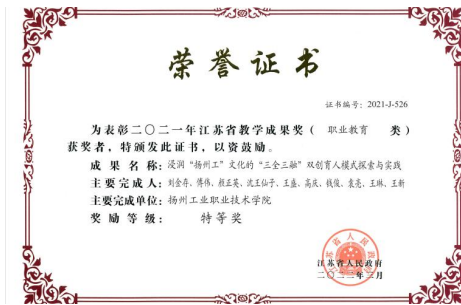 荣誉证书
证书编号：2021-J-526
为表彰二〇二一年江苏省教学成果奖（ 职业教育 类）
获奖者，特颁发此证书，以资鼓励。
成果名称：浸润“扬州工”文化的“三全三融”双创育人模式探索与实践
主要完成人：刘金存、傅伟、程正英、沈王仙子、王盛、高庆、钱俊、袁亮、王琳、王新
主要完成单位：扬州工业职业技术学院
奖励等级： 特等奖
江苏省人民政府
二〇二二年三月